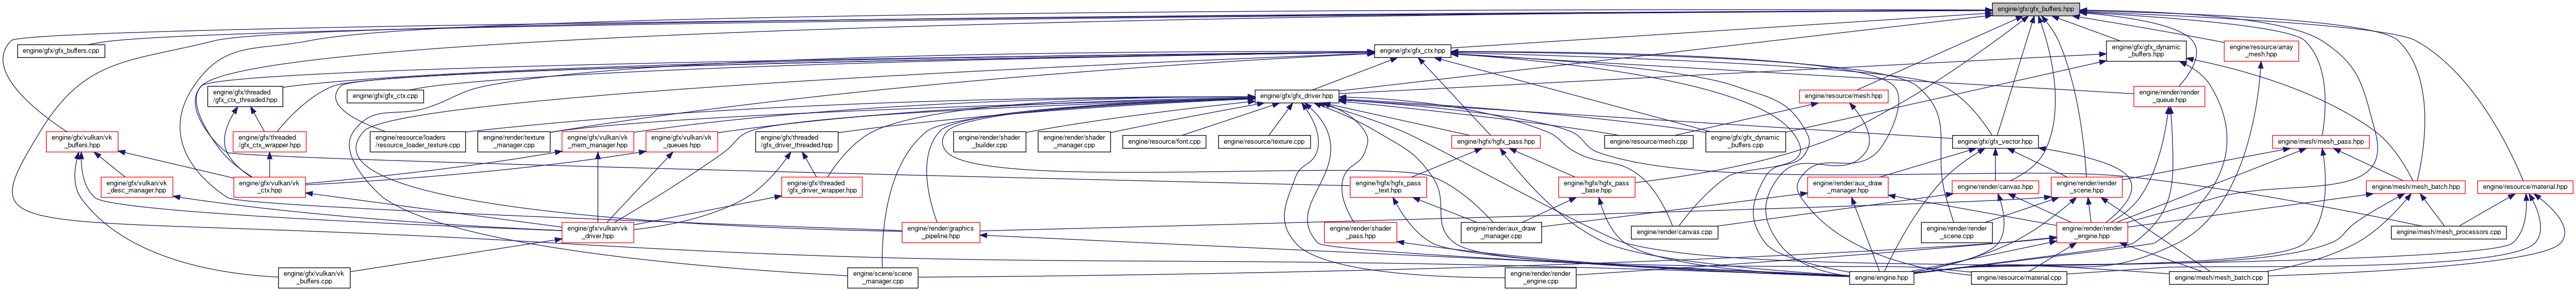 engine/gfx/gfx_buffers.hpp
engine/gfx/gfx_buffers.cpp
engine/gfx/gfx_ctx.hpp
engine/gfx/gfx_dynamic
_buffers.hpp
engine/resource/array
_mesh.hpp
engine/gfx/threaded
/gfx_ctx_threaded.hpp
engine/gfx/gfx_ctx.cpp
engine/gfx/gfx_driver.hpp
engine/resource/mesh.hpp
engine/render/render
_queue.hpp
engine/gfx/vulkan/vk
_buffers.hpp
engine/gfx/threaded
/gfx_ctx_wrapper.hpp
engine/resource/loaders
/resource_loader_texture.cpp
engine/render/texture
_manager.cpp
engine/gfx/vulkan/vk
_mem_manager.hpp
engine/gfx/vulkan/vk
_queues.hpp
engine/gfx/threaded
/gfx_driver_threaded.hpp
engine/render/shader
_builder.cpp
engine/render/shader
_manager.cpp
engine/resource/font.cpp
engine/resource/texture.cpp
engine/hgfx/hgfx_pass.hpp
engine/resource/mesh.cpp
engine/gfx/gfx_dynamic
_buffers.cpp
engine/gfx/gfx_vector.hpp
engine/mesh/mesh_pass.hpp
engine/gfx/vulkan/vk
_desc_manager.hpp
engine/gfx/vulkan/vk
_ctx.hpp
engine/gfx/threaded
/gfx_driver_wrapper.hpp
engine/hgfx/hgfx_pass
_text.hpp
engine/hgfx/hgfx_pass
_base.hpp
engine/render/aux_draw
_manager.hpp
engine/render/canvas.hpp
engine/render/render
_scene.hpp
engine/mesh/mesh_batch.hpp
engine/resource/material.hpp
engine/gfx/vulkan/vk
_driver.hpp
engine/render/graphics
_pipeline.hpp
engine/render/shader
_pass.hpp
engine/render/aux_draw
_manager.cpp
engine/render/canvas.cpp
engine/render/render
_scene.cpp
engine/render/render
_engine.hpp
engine/mesh/mesh_processors.cpp
engine/gfx/vulkan/vk
_buffers.cpp
engine/scene/scene
_manager.cpp
engine/render/render
_engine.cpp
engine/engine.hpp
engine/resource/material.cpp
engine/mesh/mesh_batch.cpp